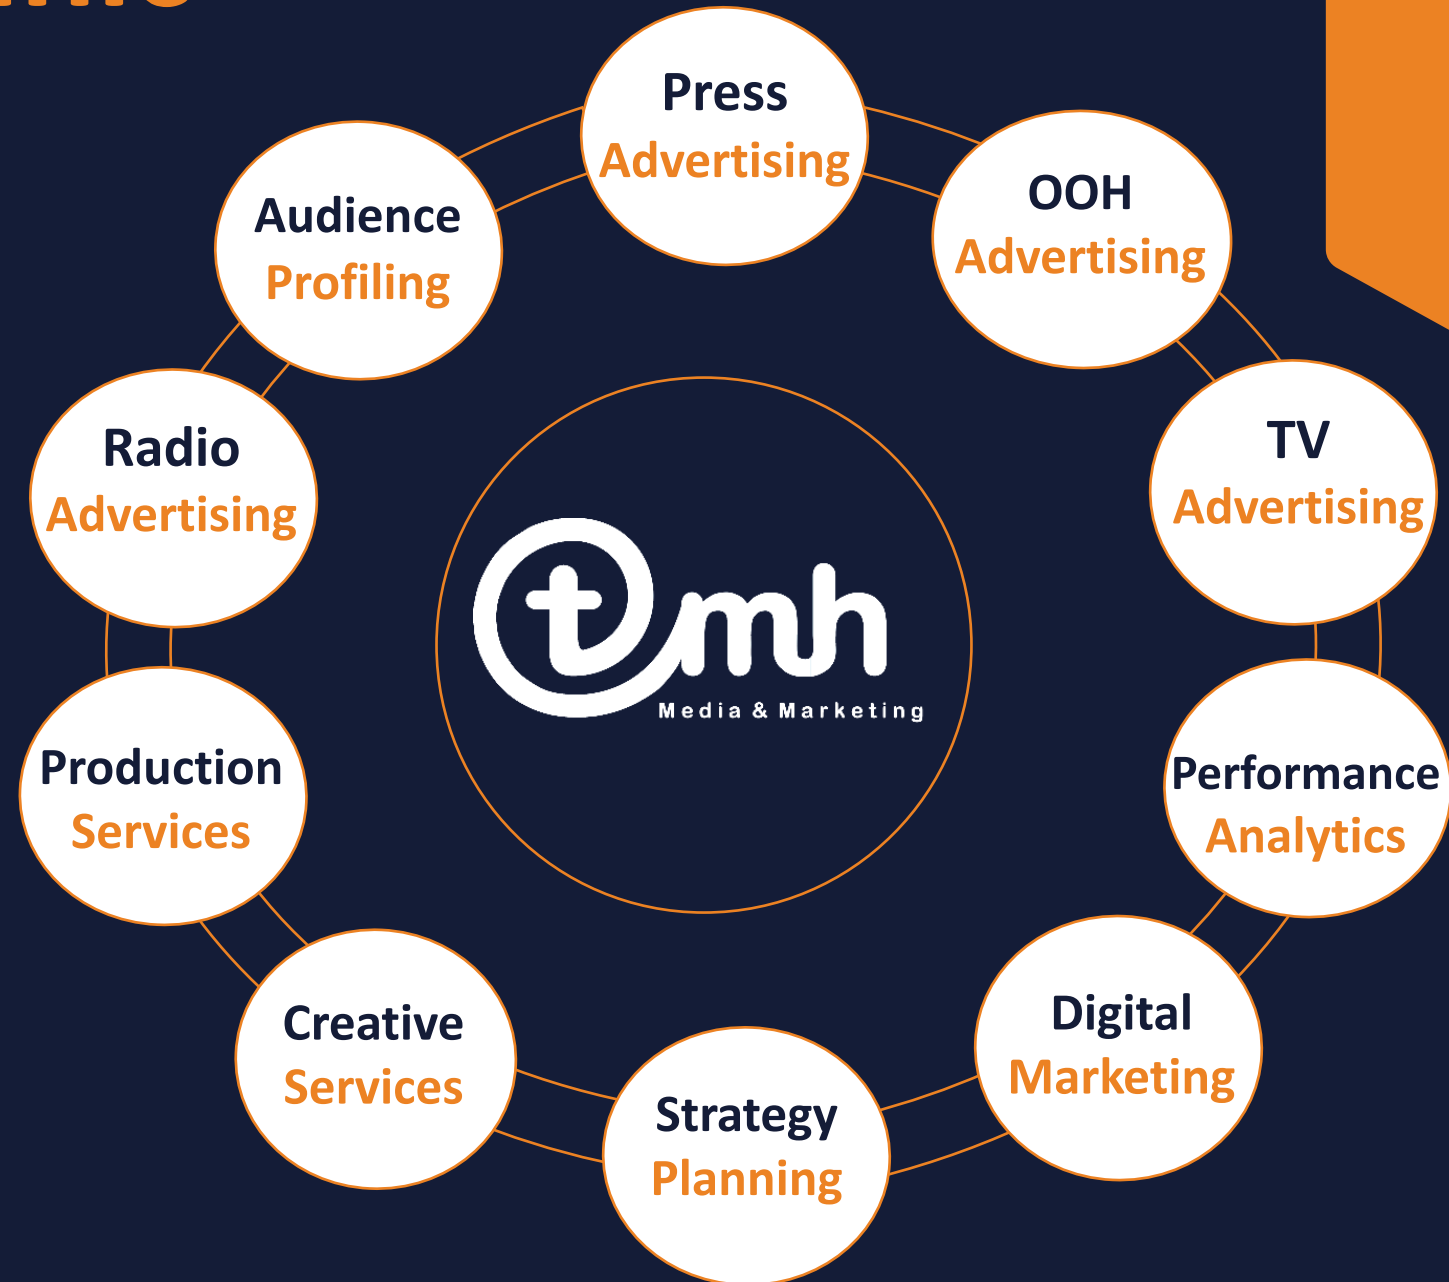 Press
Advertising
OOH
Advertising
TV
Advertising
Performance
Analytics
Digital
Marketing
Strategy
Planning
Creative
Services
Production
Services
Radio
Advertising
Audience
Profiling
tmh
Media & Marketing